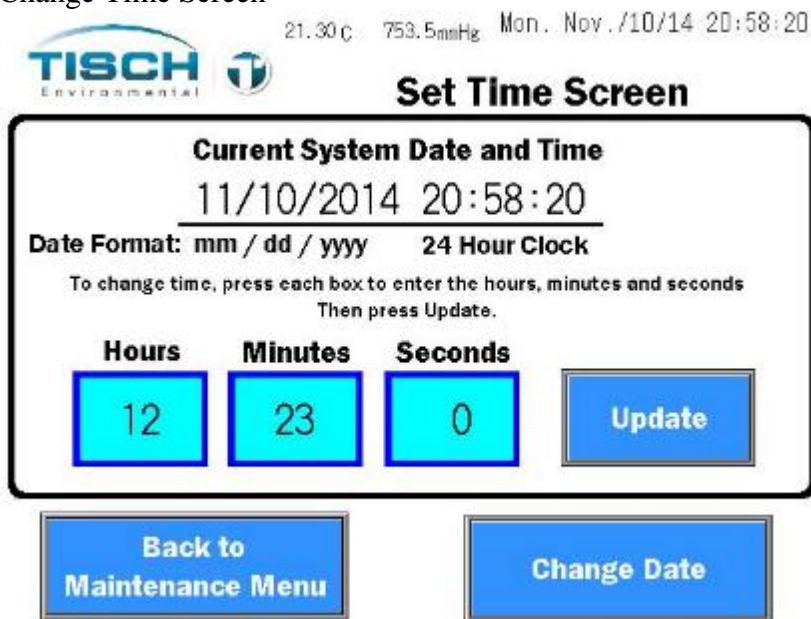 Change Time Screen
21.30 C 753.5mmHg Mon. Nov./10/14 20:58:20
TISCH
Environmental
Set Time Screen
Current System Date and Time
11/10/2014 20:58:20
Date Format: mm / dd / yyyy 24 Hour Clock
To change time, press each box to enter the hours, minutes and seconds
Then press Update.
Hours Minutes Seconds
12 23 0 Update
Back to
Maintenance Menu
Change Date